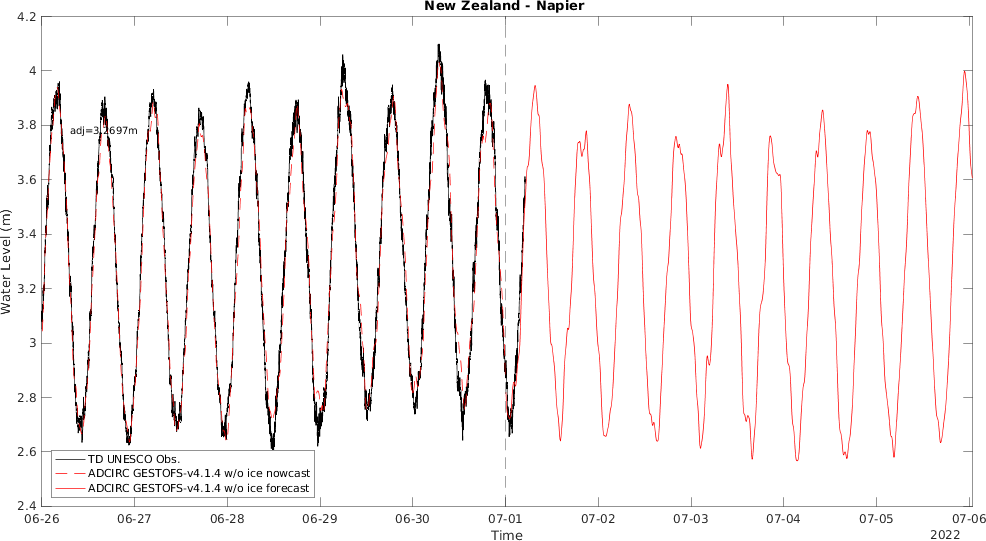 New Zealand - Napier
4.2
4
3.8
3.6
3.4
3.2
3
2.8
2.6
2.4
Water Level (m)
adj=3.2697m
TD UNESCO Obs.
ADCIRC GESTOFS-v4.1.4 w/o ice nowcast
ADCIRC GESTOFS-v4.1.4 w/o ice forecast
06-26 06-27 06-28 06-29 06-30 07-01 07-02 07-03 07-04 07-05 07-06
Time
2022